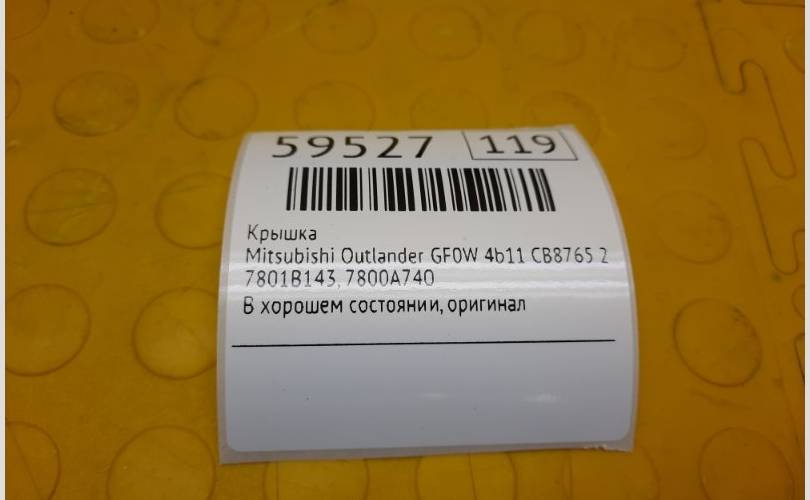 59527 119
Крышка
Mitsubishi Outlander GF0W 4b11 CB8765 2
7801B143, 7800A740
В хорошем состоянии, оригинал